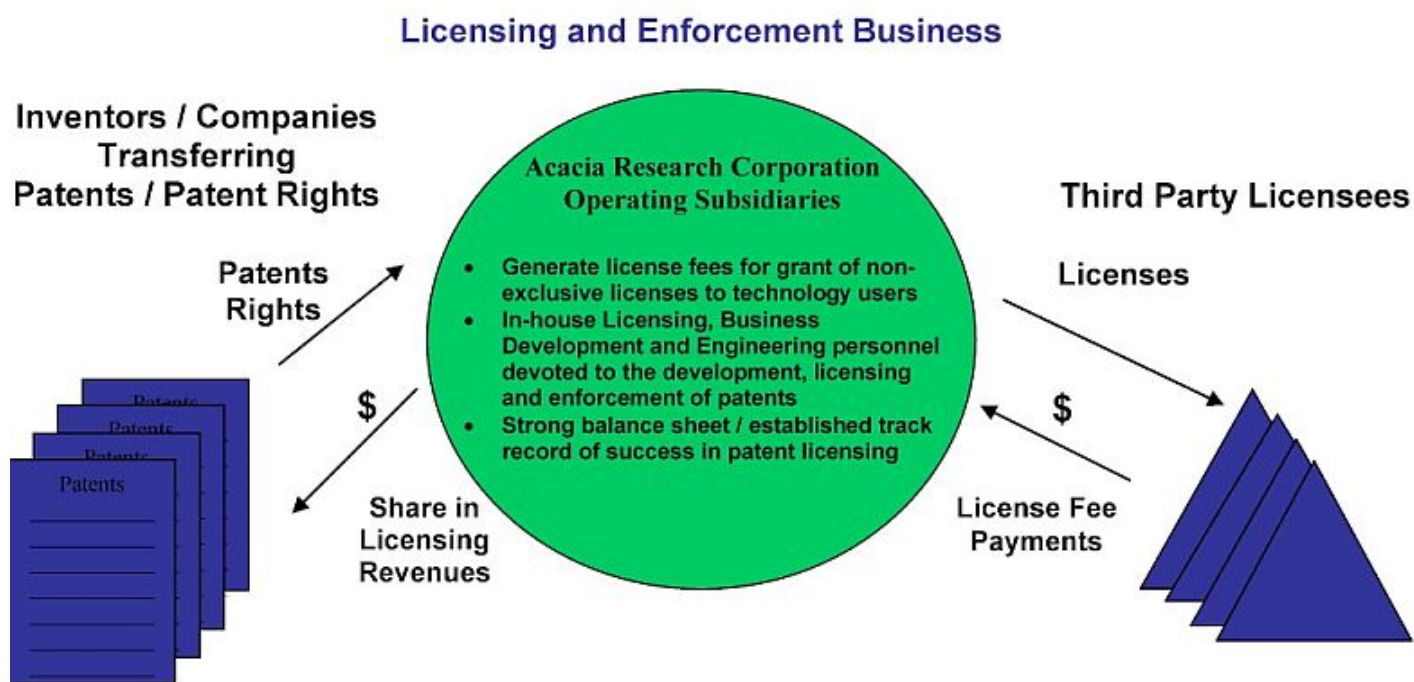 Licensing and Enforcement Business
Inventors / Companies
Transferring
Patents / Patent Rights
Patents
Rights
$
Share in
Licensing
Revenues
Patents
Patents
Patents
Patents
Acacia Research Corporation
Operating Subsidiaries
• Generate license fees for grant of non-
exclusive licenses to technology users
• In-house Licensing, Business
Development and Engineering personnel
devoted to the development, licensing
and enforcement of patents
• Strong balance sheet / established track
record of success in patent licensing
Third Party Licensees
Licenses
$
License Fee
Payments